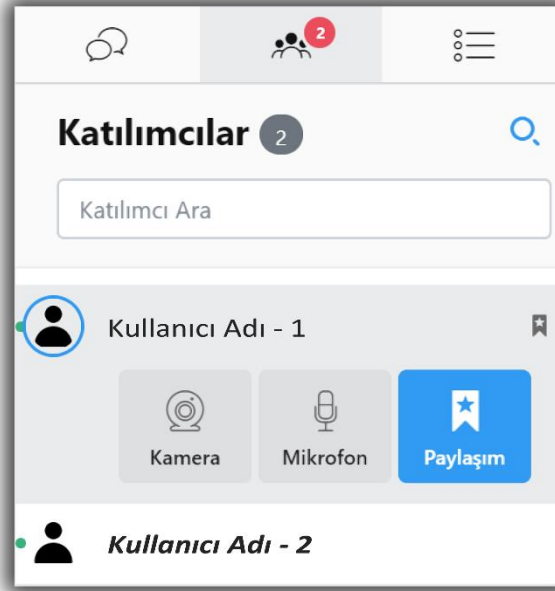 2
Katılımcılar 2
Katılımcı Ara
Kullanıcı Adı - 1
Kamera Mikrofon Paylaşım
Kullanıcı Adı - 2